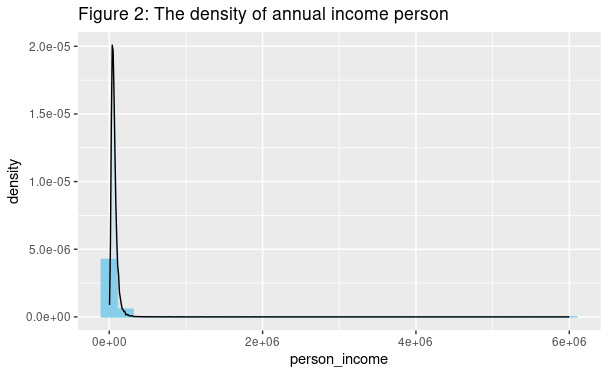 Figure 2: The density of annual income person
2.0e-05
1.5e-05
1.0e-05
5.0e-06
0.0e+00
density
0e+00 2e+06 4e+06 6e+06
person_income